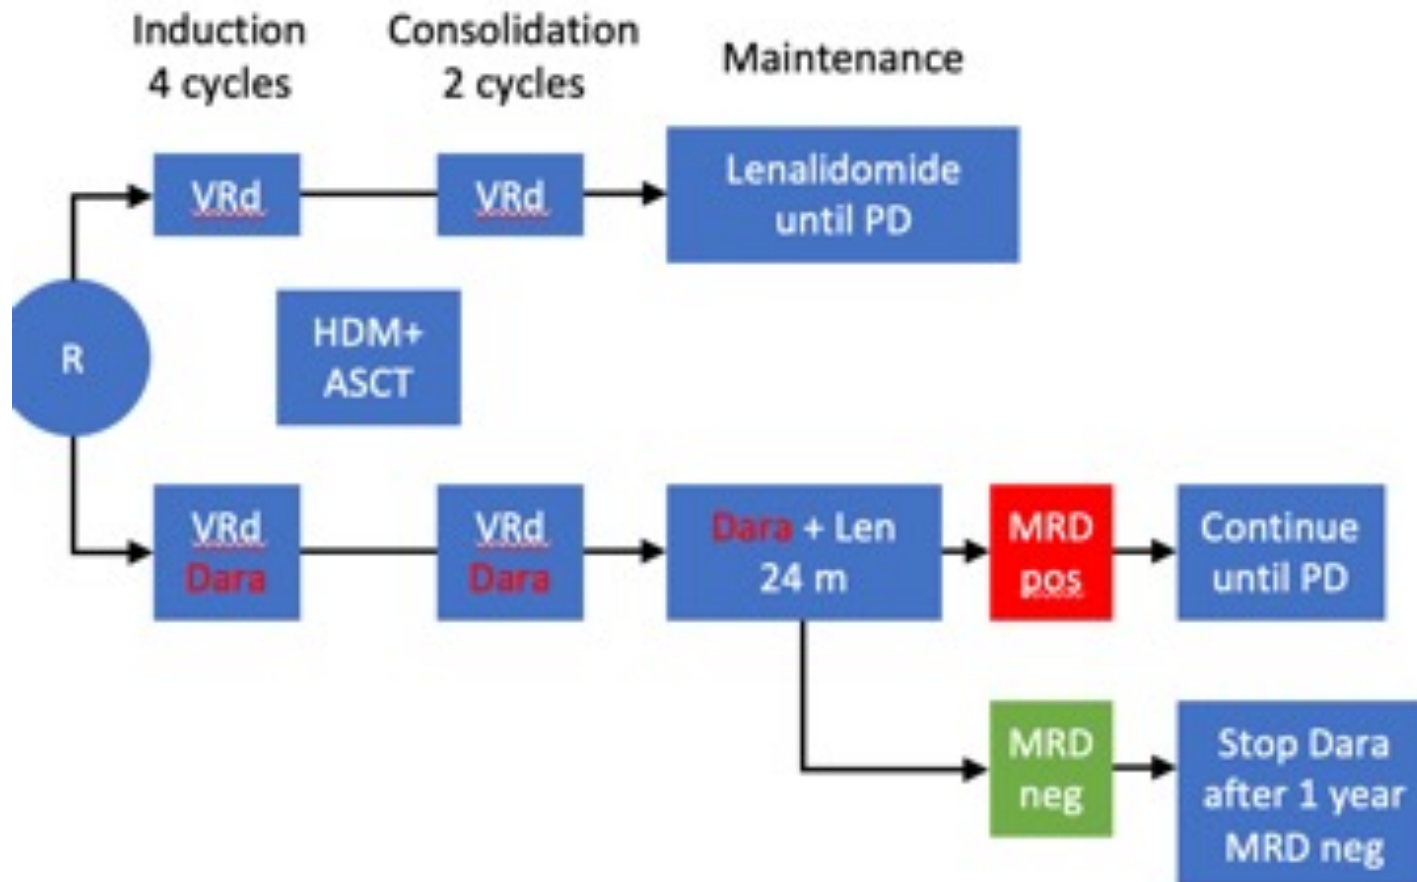 Induction
4 cycles
Consolidation
2 cycles
Maintenance
VRd
VRd
Lenalidomide
until PD
R
HDM+
ASCT
VRd
Dara
VRd
Dara
Dara + Len
24 m
MRD
pos
Continue
until PD
MRD
neg
Stop Dara
after 1 year
MRD neg